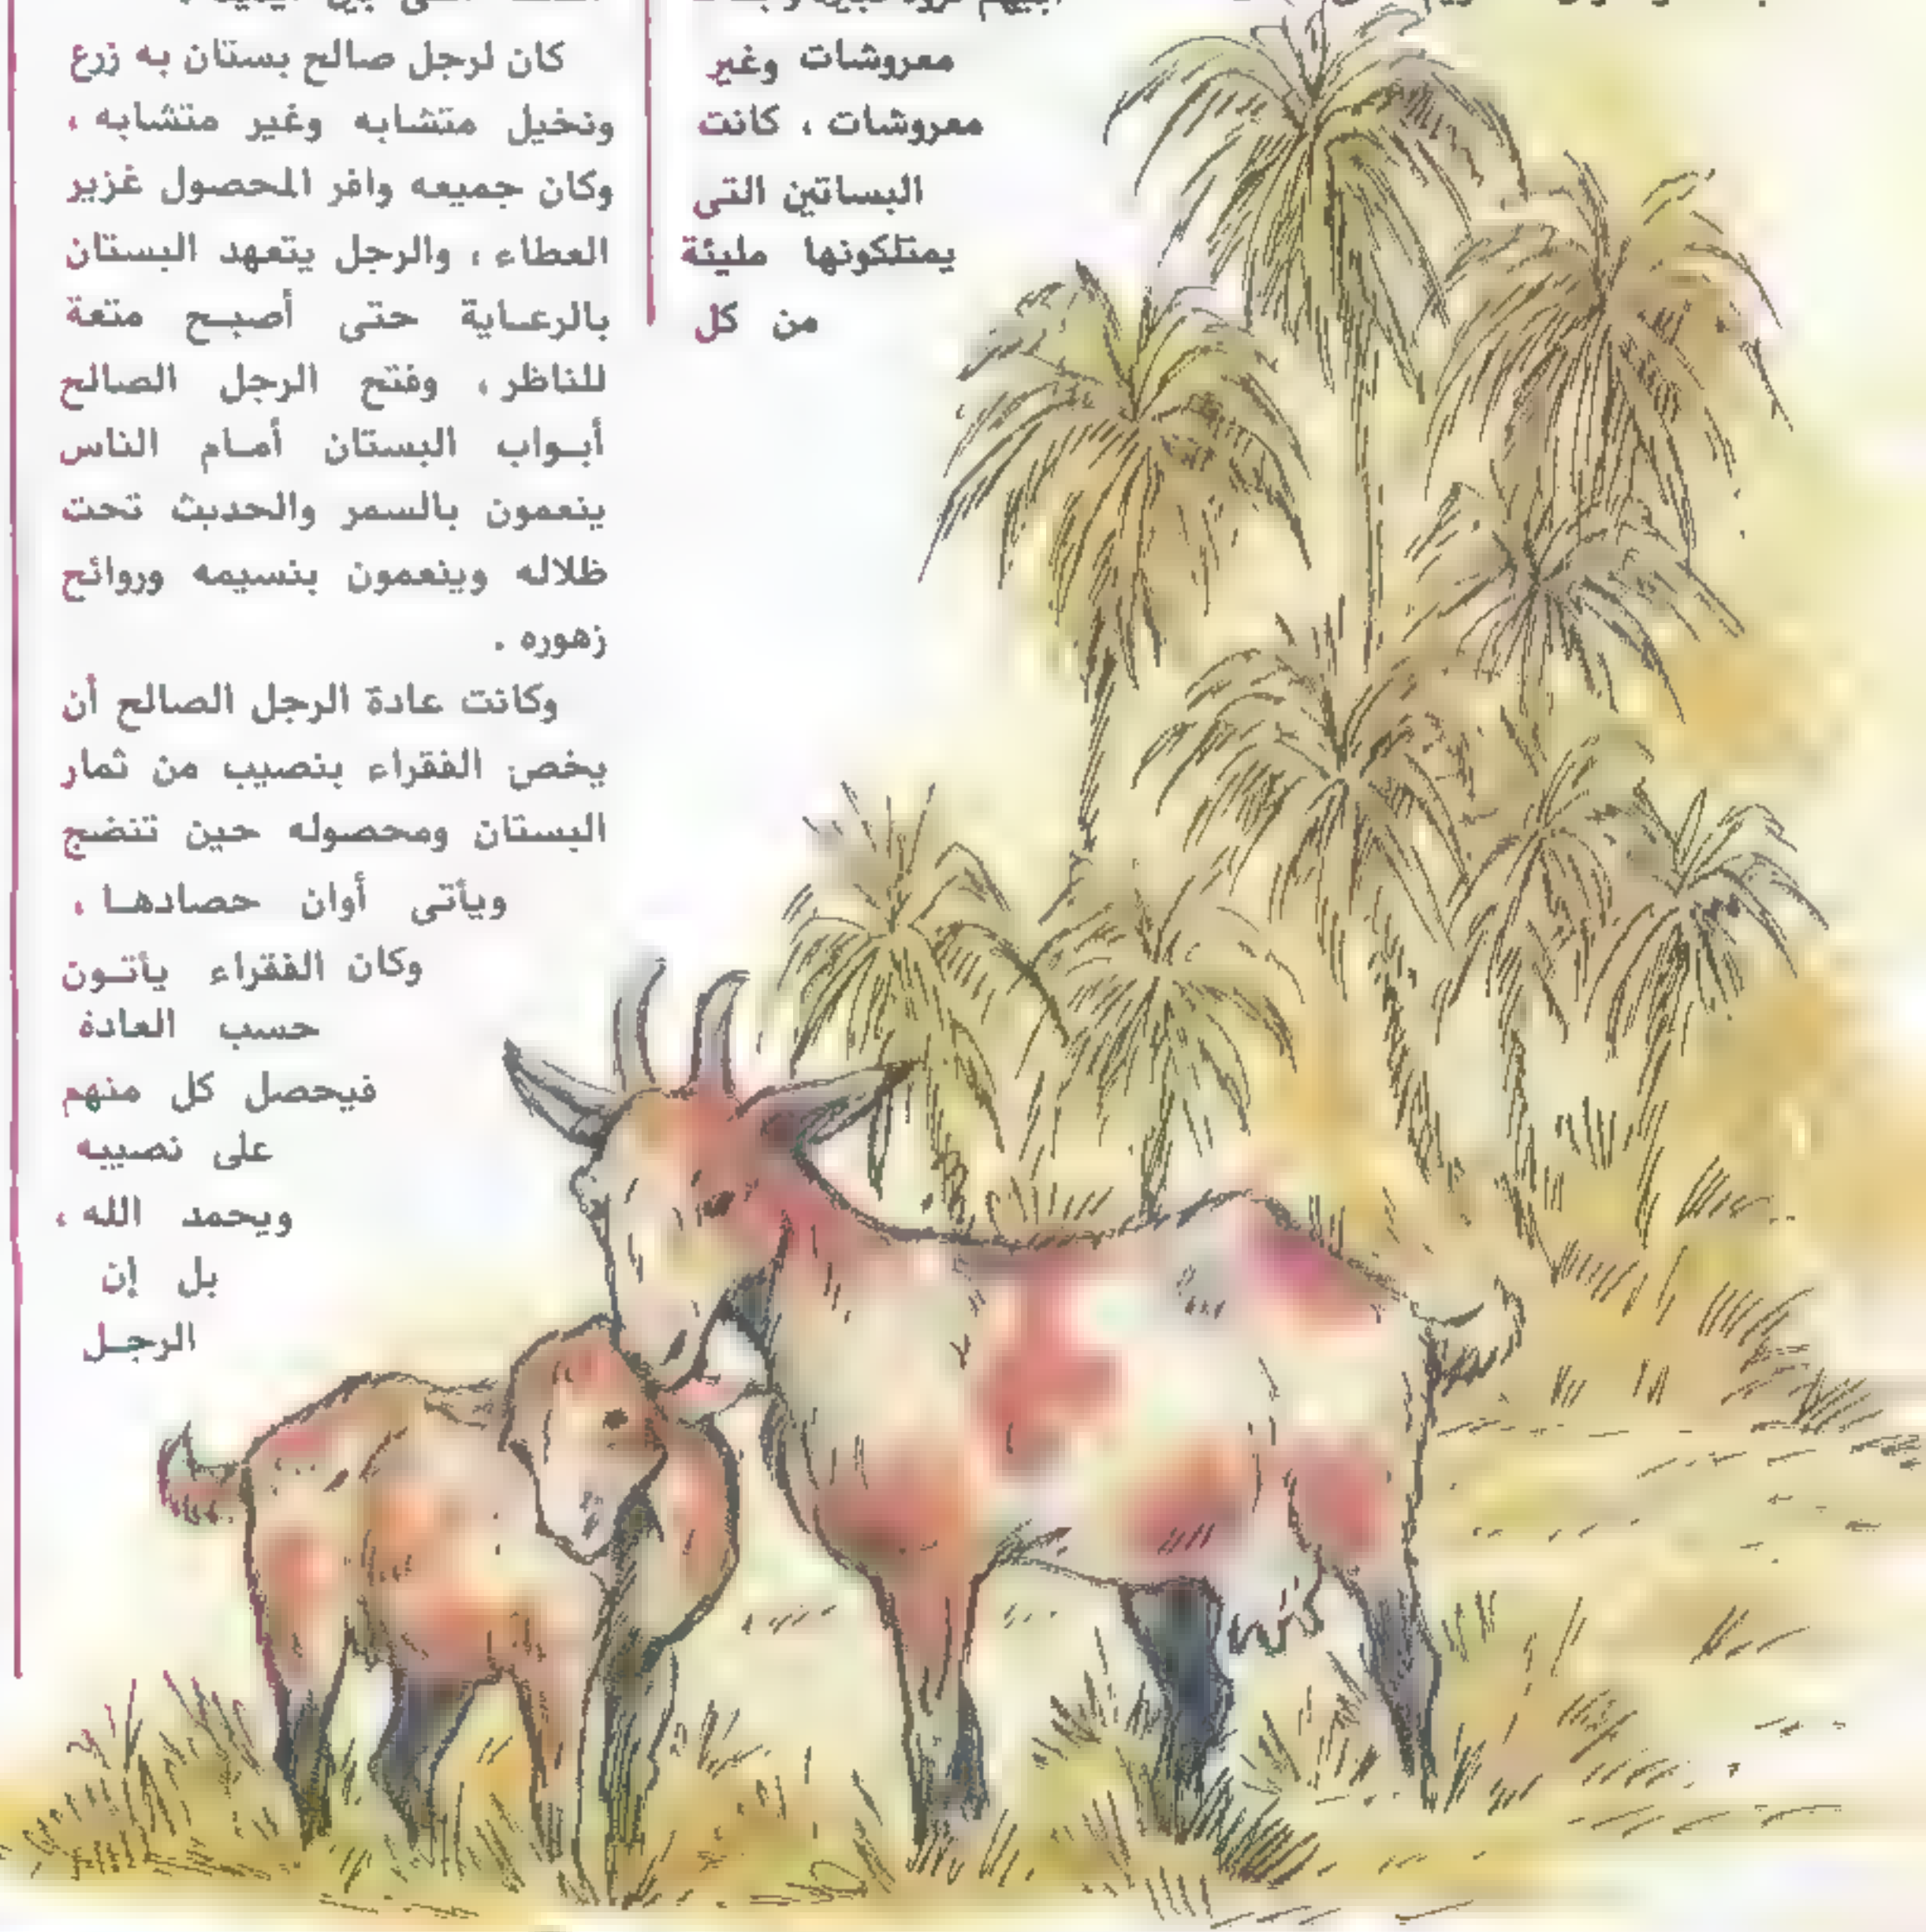 معروشات وغير
معروشات ، كانت
البساتين التى
يمتلكونها مليئة
من كل
كان لرجل صالح بستان به زرع
ونخيل متشابه وغير متشابه ،
وكان جميعه وافر المحصول غزير
العطاء ، والرجل يتعهد البستان
بالرعاية حتى أصبح متعة
للناظر ، وفتح الرجل الصالح
أبواب البستان أمام الناس
ينعمون بالسمر والحديث تحت
ظلاله وينعمون بنسيمه وروائح
زهوره .
وكانت عادة الرجل الصالح أن
يخص الفقراء بنصيب من ثمار
البستان ومحصوله حين تنضج
ويأتى أوان حصادها ،
وكان الفقراء يأتون
حسب العادة
فيحصل كل منهم
على نصيبه
ويحمد الله ،
بل إن
الرجل